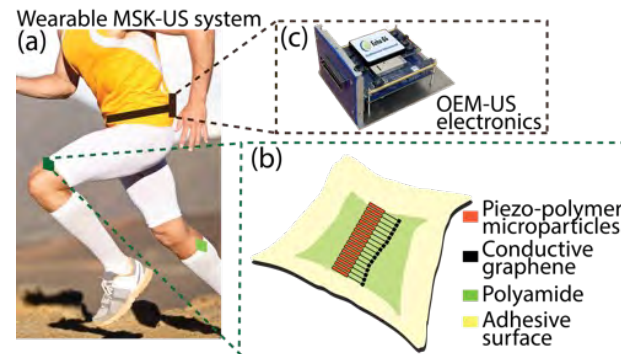 Wearable MSK-US system
(a)
(c)
OEM-US
electronics
(b)
Piezo-polymer
microparticles
Conductive
graphene
Polyamide
Adhesive
surface